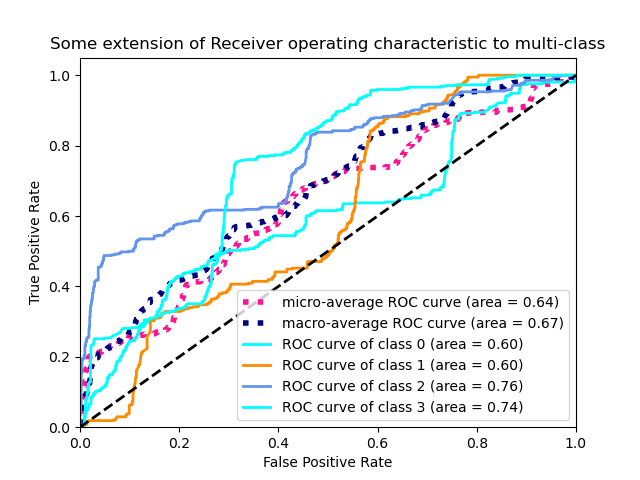 Some extension of Receiver operating characteristic to multi-class
1.0
0.8
0.6
0.4
0.2
0.0
True Positive Rate
micro-average ROC curve (area = 0.64)
macro-average ROC curve (area = 0.67)
ROC curve of class 0 (area = 0.60)
ROC curve of class 1 (area = 0.60)
ROC curve of class 2 (area = 0.76)
ROC curve of class 3 (area = 0.74)
0.0 0.2 0.4 0.6 0.8 1.0
False Positive Rate